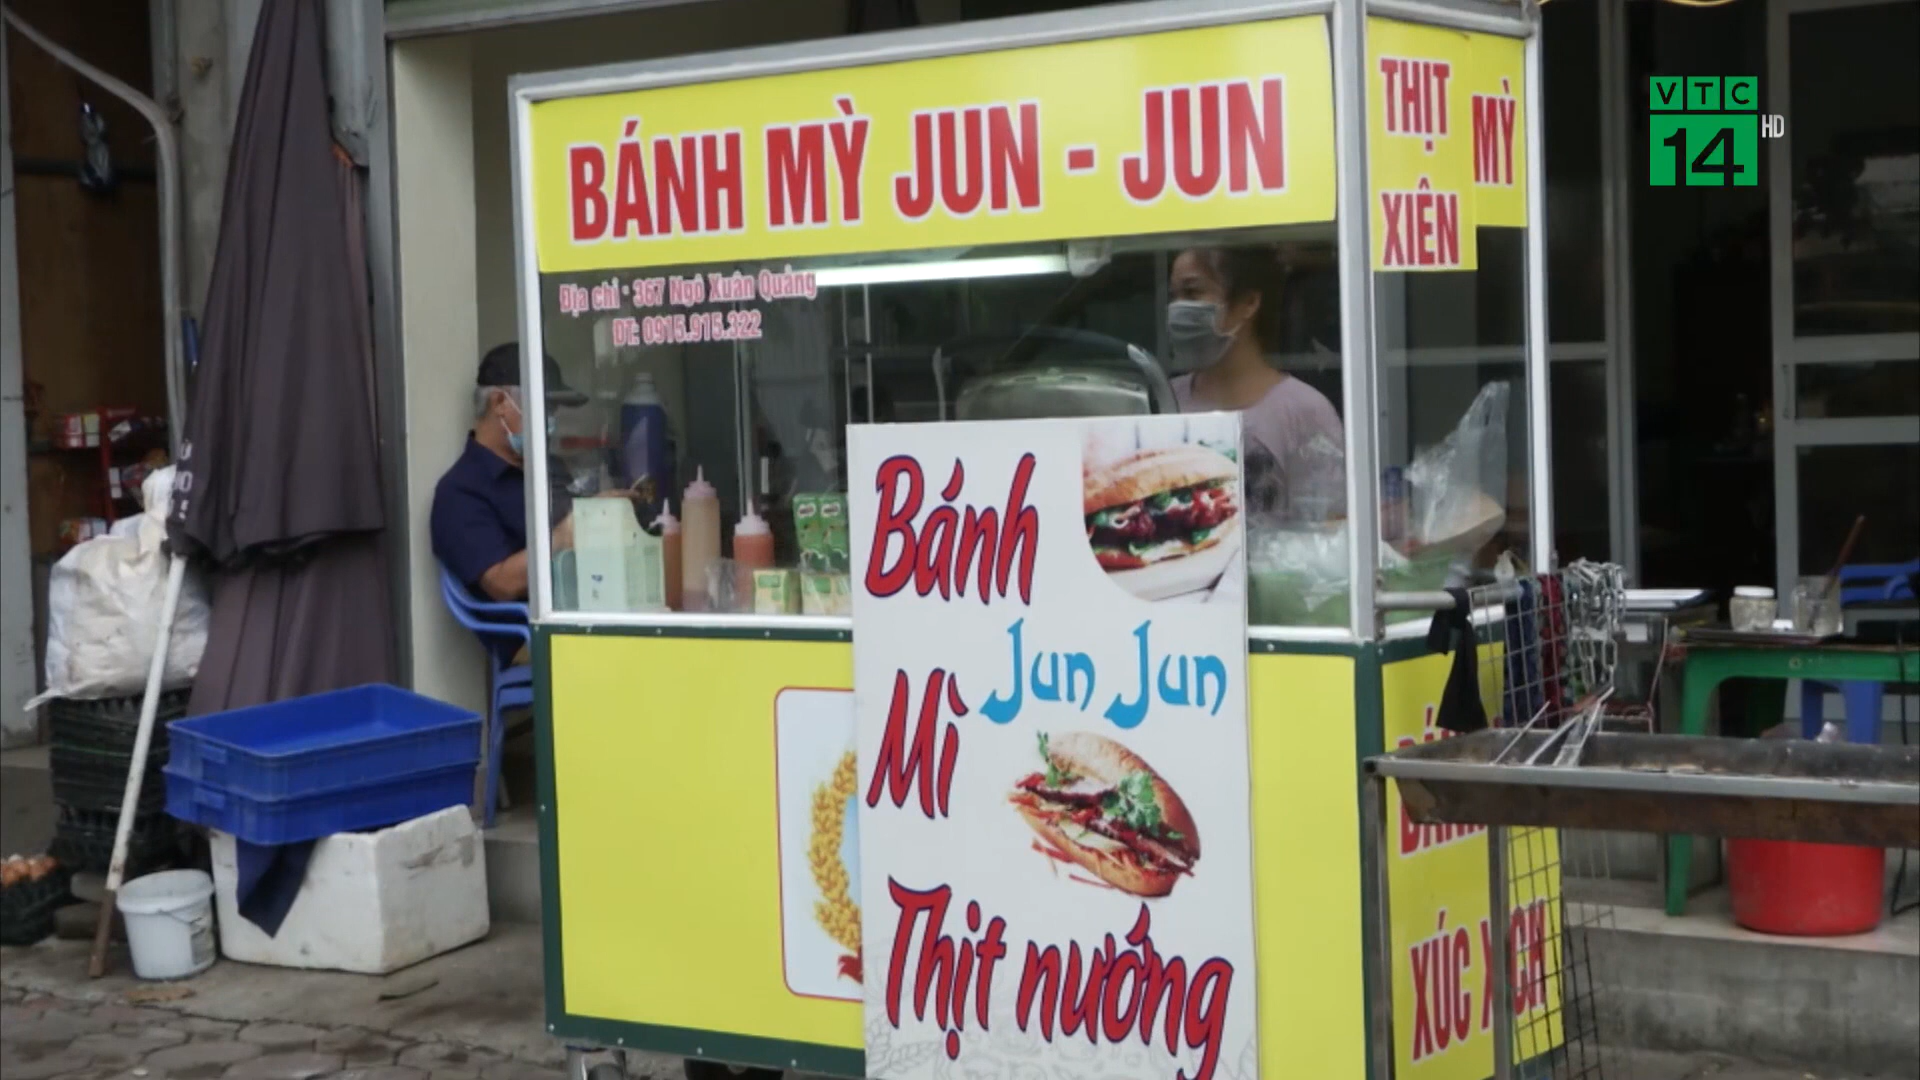 BÁNH MỲ JUN - JUN
Địa chỉ : 367 Ngô Xuân Quảng
ĐT: 0915.915.322
THỊT
XIÊN
MỲ
VTC
14 HD
Bánh
Mì
Jun Jun
Thịt nướng
XÚC